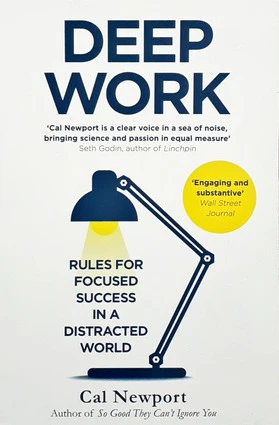 DEEP
WORK
‘Cal Newport is a clear voice in a sea of noise,
bringing science and passion in equal measure’
Seth Godin, author of Linchpin
‘Engaging and
substantive’
Wall Street
Journal
RULES FOR
FOCUSED
SUCCESS
IN A
DISTRACTED
WORLD
Cal Newport
Author of So Good They Can't Ignore You